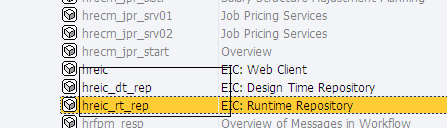 hrecm_jpr_srv01 Job Pricing Services
hrecm_jpr_srv02 Job Pricing Services
hrecm_jpr_start Overview
hreic EIC: Web Client
hreic_dt_rep EIC: Design Time Repository
hreic_rt_rep EIC: Runtime Repository
hrfpm_resp Overview of Messages in Workflow